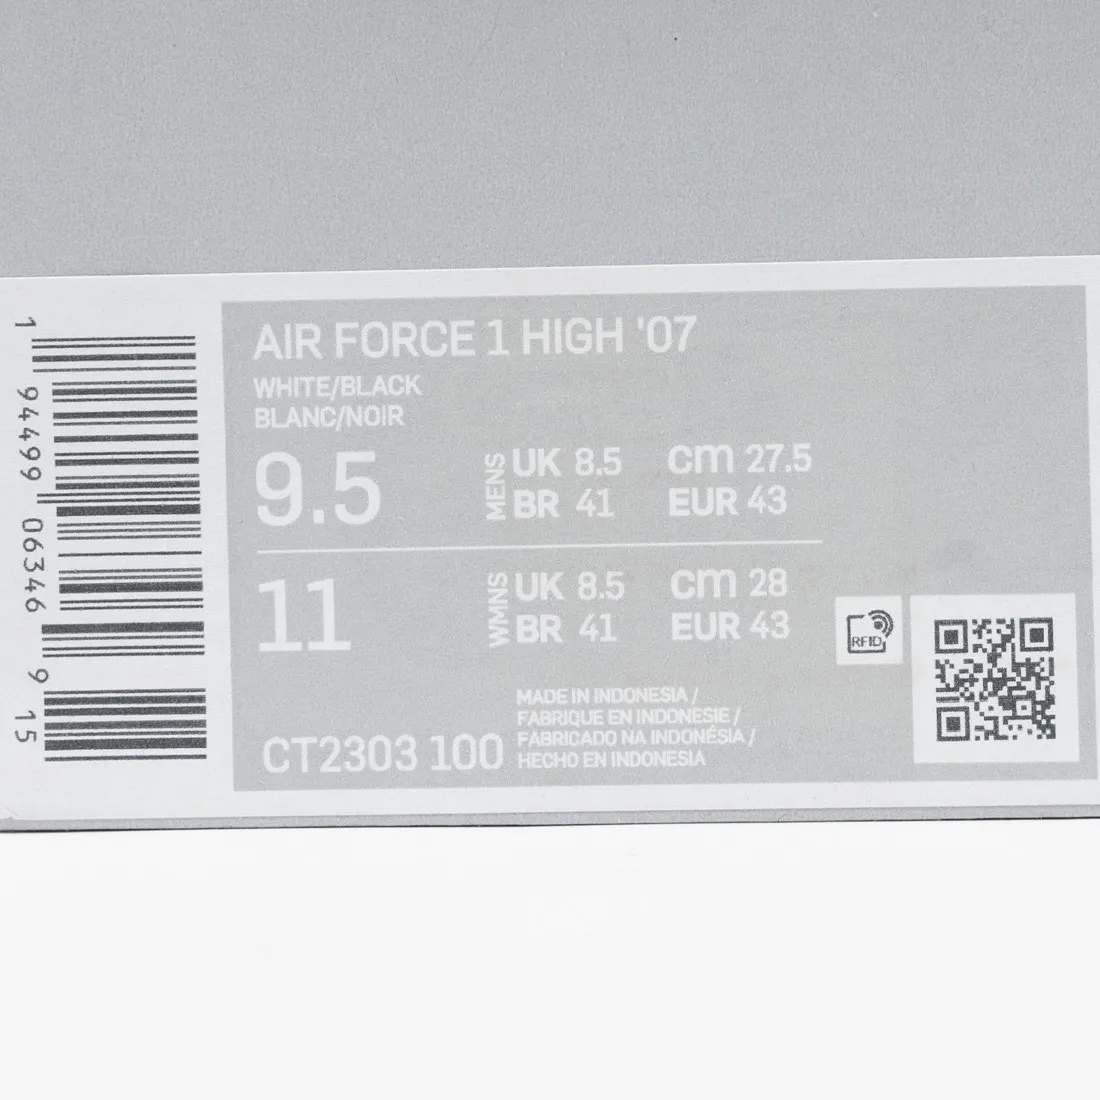 AIR FORCE 1 HIGH '07
WHITE/BLACK
BLANC/NOIR
9.5
MENS
UK 8.5 cm 27.5
BR 41 EUR 43
11
WMNS
UK 8.5 cm 28
BR 41 EUR 43
RFID
MADE IN INDONESIA /
FABRIQUE EN INDONESIE /
FABRICADO NA INDONÉSIA /
HECHO EN INDONESIA
CT2303 100
1 94499 06346 9 15